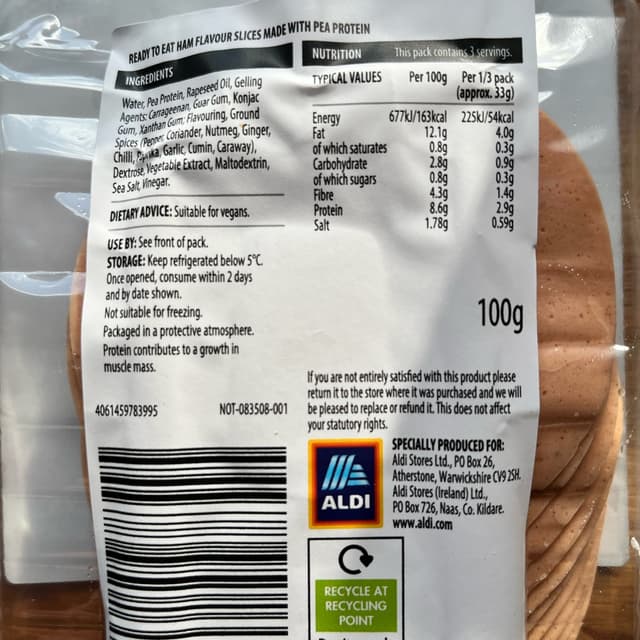 READY TO EAT HAM FLAVOUR SLICES MADE WITH PEA PROTEIN
INGREDIENTS
Water, Pea Protein, Rapeseed Oil, Gelling
Agents: Carrageenan, Guar Gum, Konjac
Gum, Xanthan Gum; Flavouring, Ground
Spices (Pepper, Coriander, Nutmeg, Ginger,
Chilli, Paprika, Garlic, Cumin, Caraway),
Dextrose, Vegetable Extract, Maltodextrin,
Sea Salt, Vinegar.
DIETARY ADVICE: Suitable for vegans.
USE BY: See front of pack.
STORAGE: Keep refrigerated below 5°C.
Once opened, consume within 2 days
and by date shown.
Not suitable for freezing.
Packaged in a protective atmosphere.
Protein contributes to a growth in
muscle mass.
4061459783995 NOT-083508-001
NUTRITION This pack contains 3 servings.
TYPICAL VALUES Per 100g Per 1/3 pack
(approx. 33g)
Energy 677kJ/163kcal 225kJ/54kcal
Fat 12.1g 4.0g
of which saturates 0.8g 0.3g
Carbohydrate 2.8g 0.9g
of which sugars 0.8g 0.3g
Fibre 4.3g 1.4g
Protein 8.6g 2.9g
Salt 1.78g 0.59g
100g
If you are not entirely satisfied with this product please
return it to the store where it was purchased and we will
be pleased to replace or refund it. This does not affect
your statutory rights.
ALDI
SPECIALLY PRODUCED FOR:
Aldi Stores Ltd., PO Box 26,
Atherstone, Warwickshire CV9 2SH.
Aldi Stores (Ireland) Ltd.,
PO Box 726, Naas, Co. Kildare.
www.aldi.com
RECYCLE AT
RECYCLING
POINT